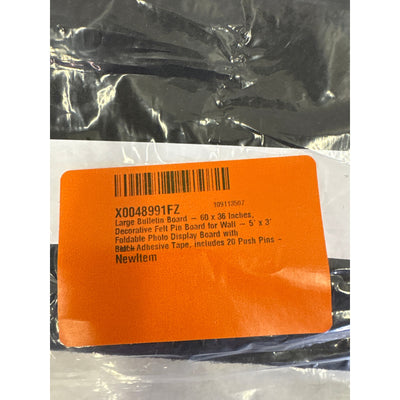 X0048991FZ
Large Bulletin Board – 60 x 36 Inches,
Decorative Felt Pin Board for Wall – 5' x 3'
Foldable Photo Display Board with
Adhesive Tape, includes 20 Push Pins -
NewItem